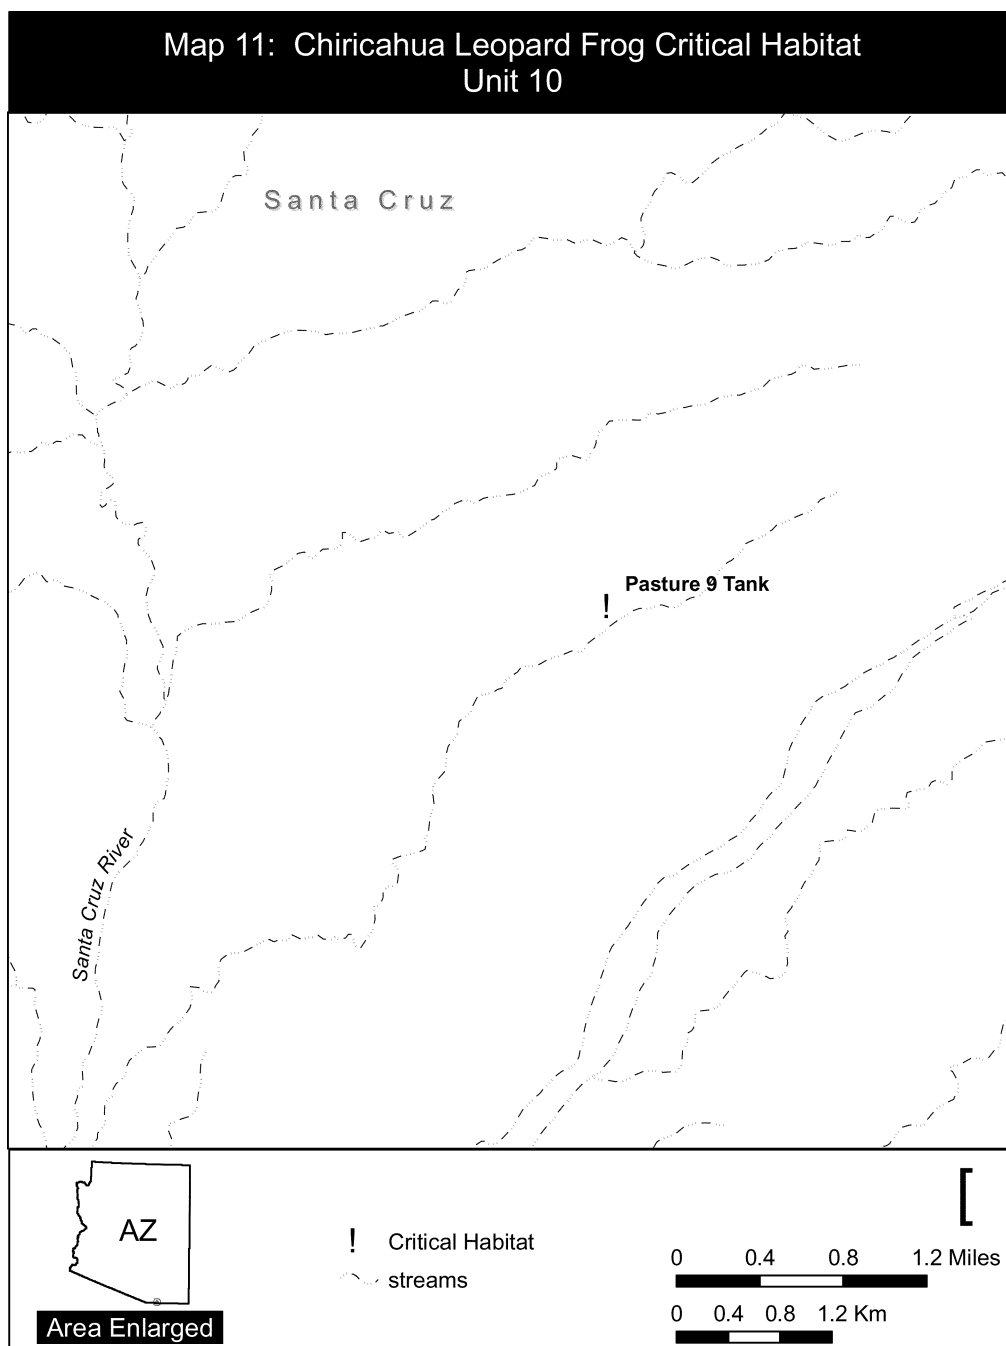 Map 11: Chiricahua Leopard Frog Critical Habitat
Unit 10
Santa Cruz
Pasture 9 Tank
!
Santa Cruz River
AZ
Area Enlarged
! Critical Habitat
streams
[
0 0.4 0.8 1.2 Miles
0 0.4 0.8 1.2 Km